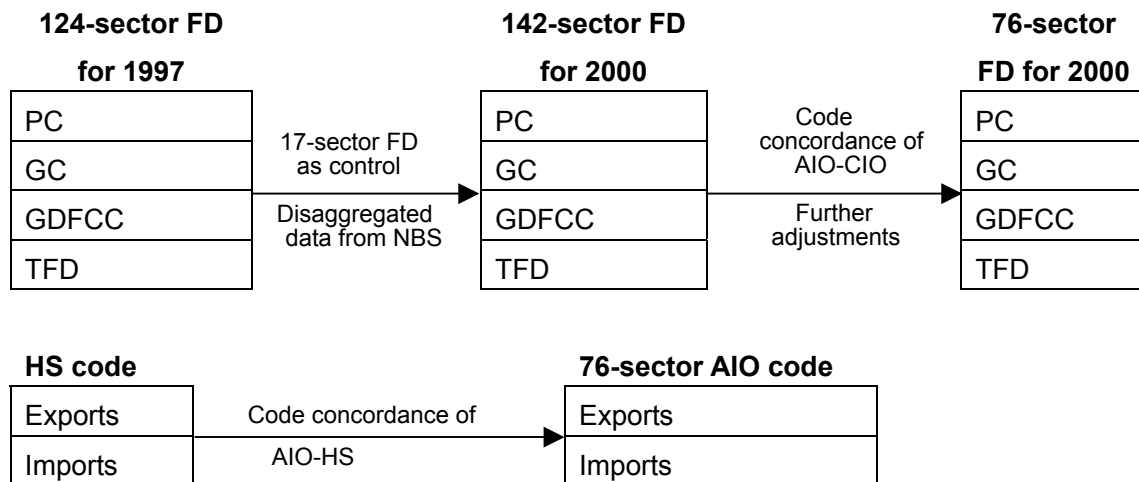 124-sector FD
for 1997
PC
GC
GDFCC
TFD
17-sector FD
as control
Disaggregated
data from NBS
142-sector FD
for 2000
PC
GC
GDFCC
TFD
Code
concordance of
AIO-CIO
Further
adjustments
76-sector
FD for 2000
PC
GC
GDFCC
TFD
HS code
Exports
Imports
Code concordance of
AIO-HS
76-sector AIO code
Exports
Imports